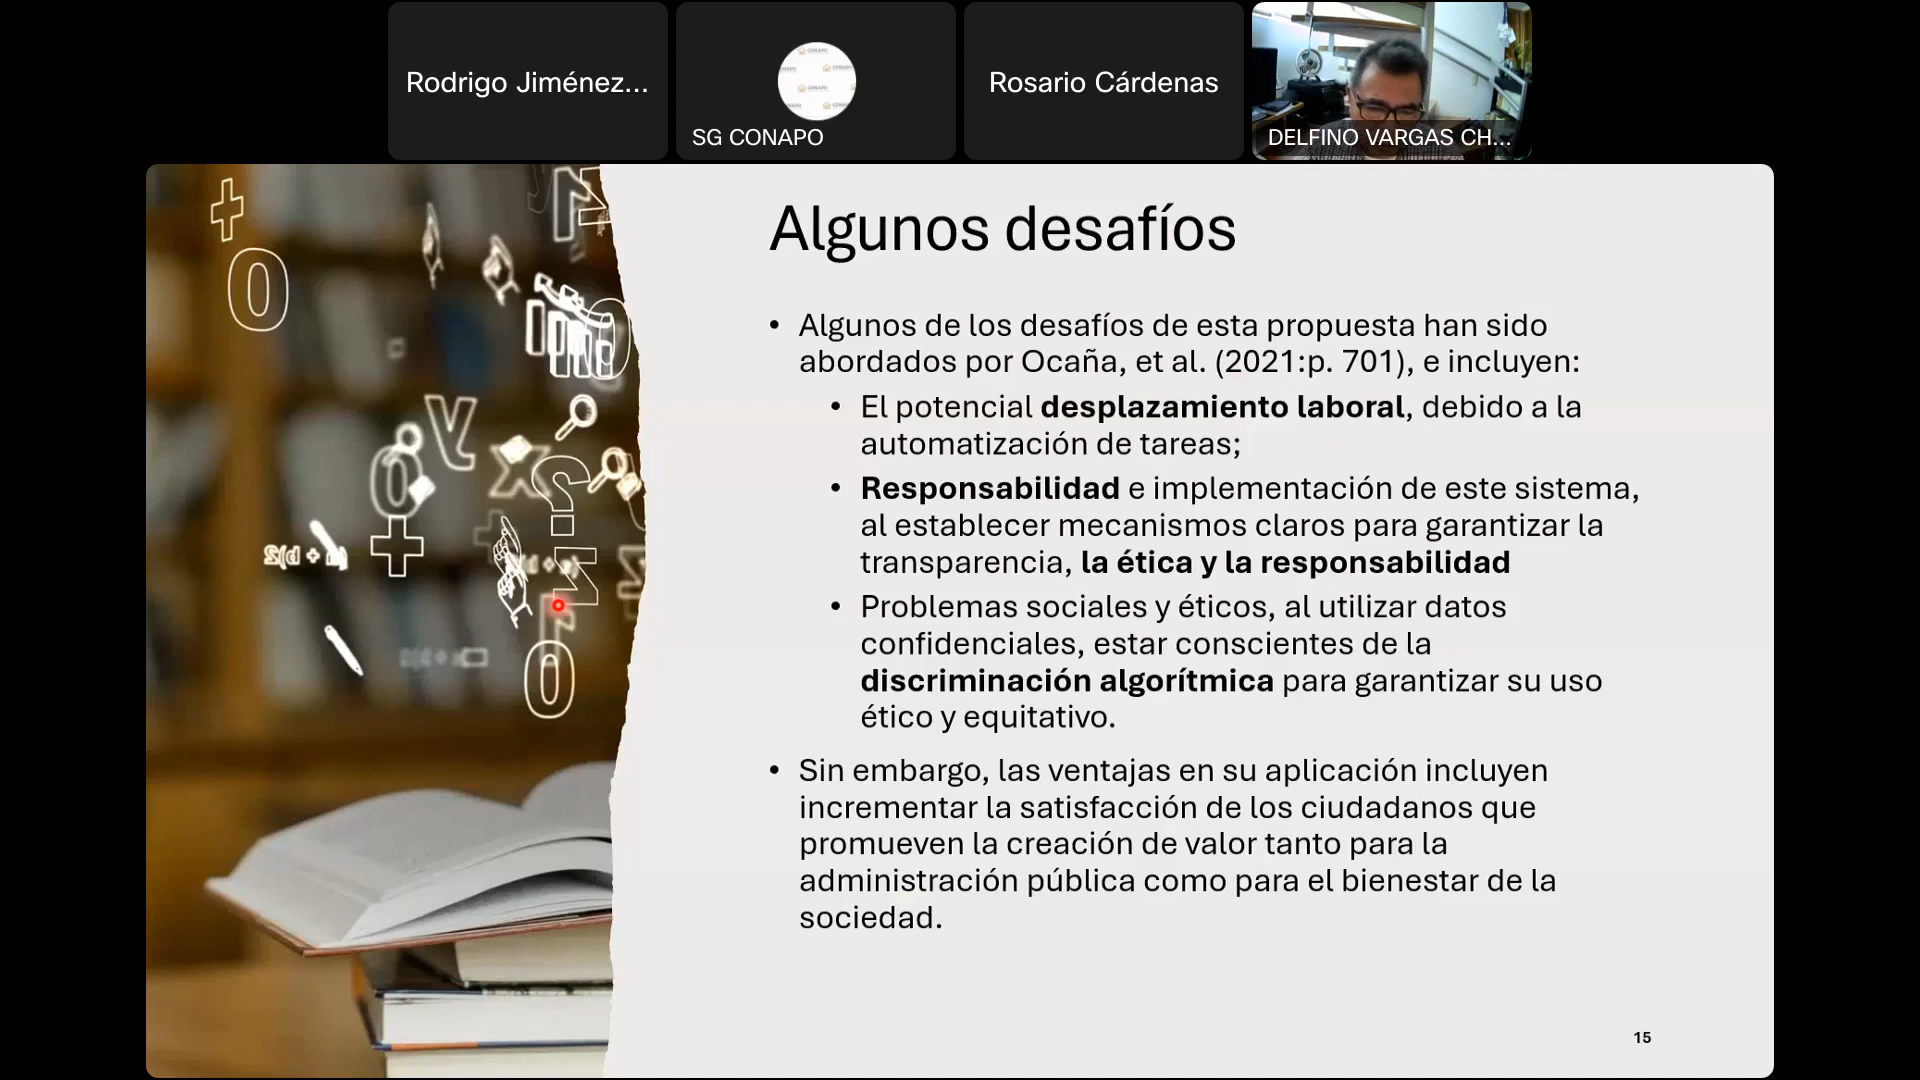 Rodrigo Jiménez...
SG CONAPO
Rosario Cárdenas
DELFINO VARGAS CH...
Algunos desafíos
• Algunos de los desafíos de esta propuesta han sido
abordados por Ocaña, et al. (2021:p. 701), e incluyen:
• El potencial desplazamiento laboral, debido a la
automatización de tareas;
• Responsabilidad e implementación de este sistema,
al establecer mecanismos claros para garantizar la
transparencia, la ética y la responsabilidad
• Problemas sociales y éticos, al utilizar datos
confidenciales, estar conscientes de la
discriminación algorítmica para garantizar su uso
ético y equitativo.
• Sin embargo, las ventajas en su aplicación incluyen
incrementar la satisfacción de los ciudadanos que
promueven la creación de valor tanto para la
administración pública como para el bienestar de la
sociedad.
15